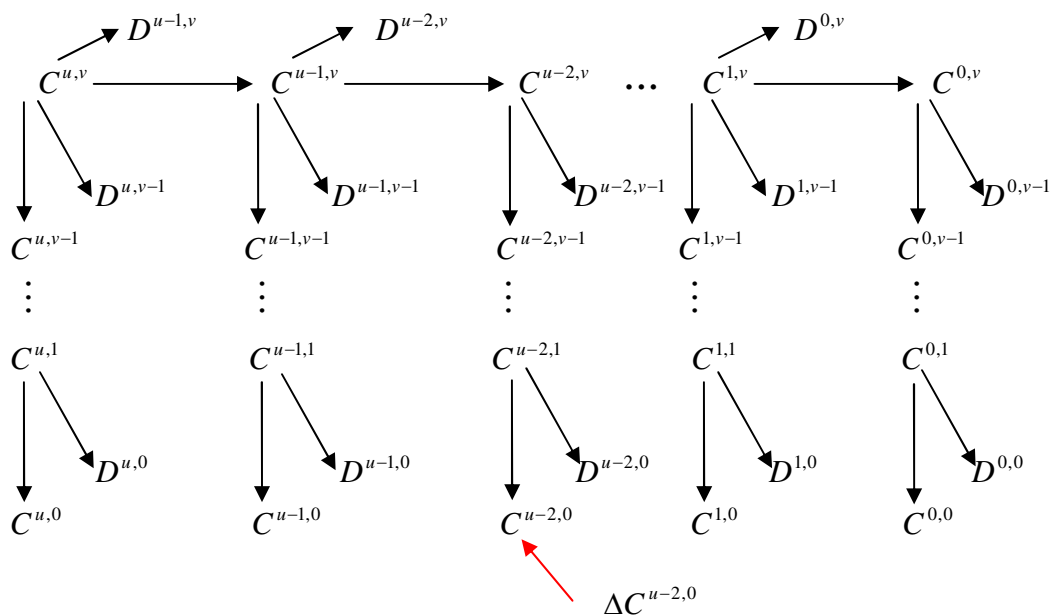 D^{u-1,v} D^{u-2,v} D^{0,v}
C^{u,v} C^{u-1,v} C^{u-2,v} … C^{1,v} C^{0,v}
D^{u,v-1} D^{u-1,v-1} D^{u-2,v-1} D^{1,v-1} D^{0,v-1}
C^{u,v-1} C^{u-1,v-1} C^{u-2,v-1} C^{1,v-1} C^{0,v-1}
⋮ ⋮ ⋮ ⋮ ⋮
C^{u,1} C^{u-1,1} C^{u-2,1} C^{1,1} C^{0,1}
D^{u,0} D^{u-1,0} D^{u-2,0} D^{1,0} D^{0,0}
C^{u,0} C^{u-1,0} C^{u-2,0} C^{1,0} C^{0,0}
ΔC^{u-2,0}